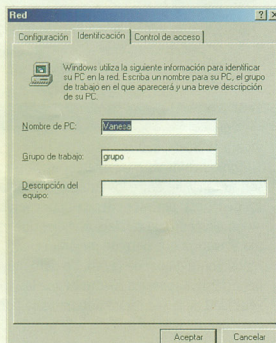 Red
Configuración Identificación Control de acceso
Windows utiliza la siguiente información para identificar
su PC en la red. Escriba un nombre para su PC, el grupo
de trabajo en el que aparecerá y una breve descripción
de su PC.
Nombre de PC: Vanesa
Grupo de trabajo: grupo
Descripción del
equipo:
Aceptar Cancelar